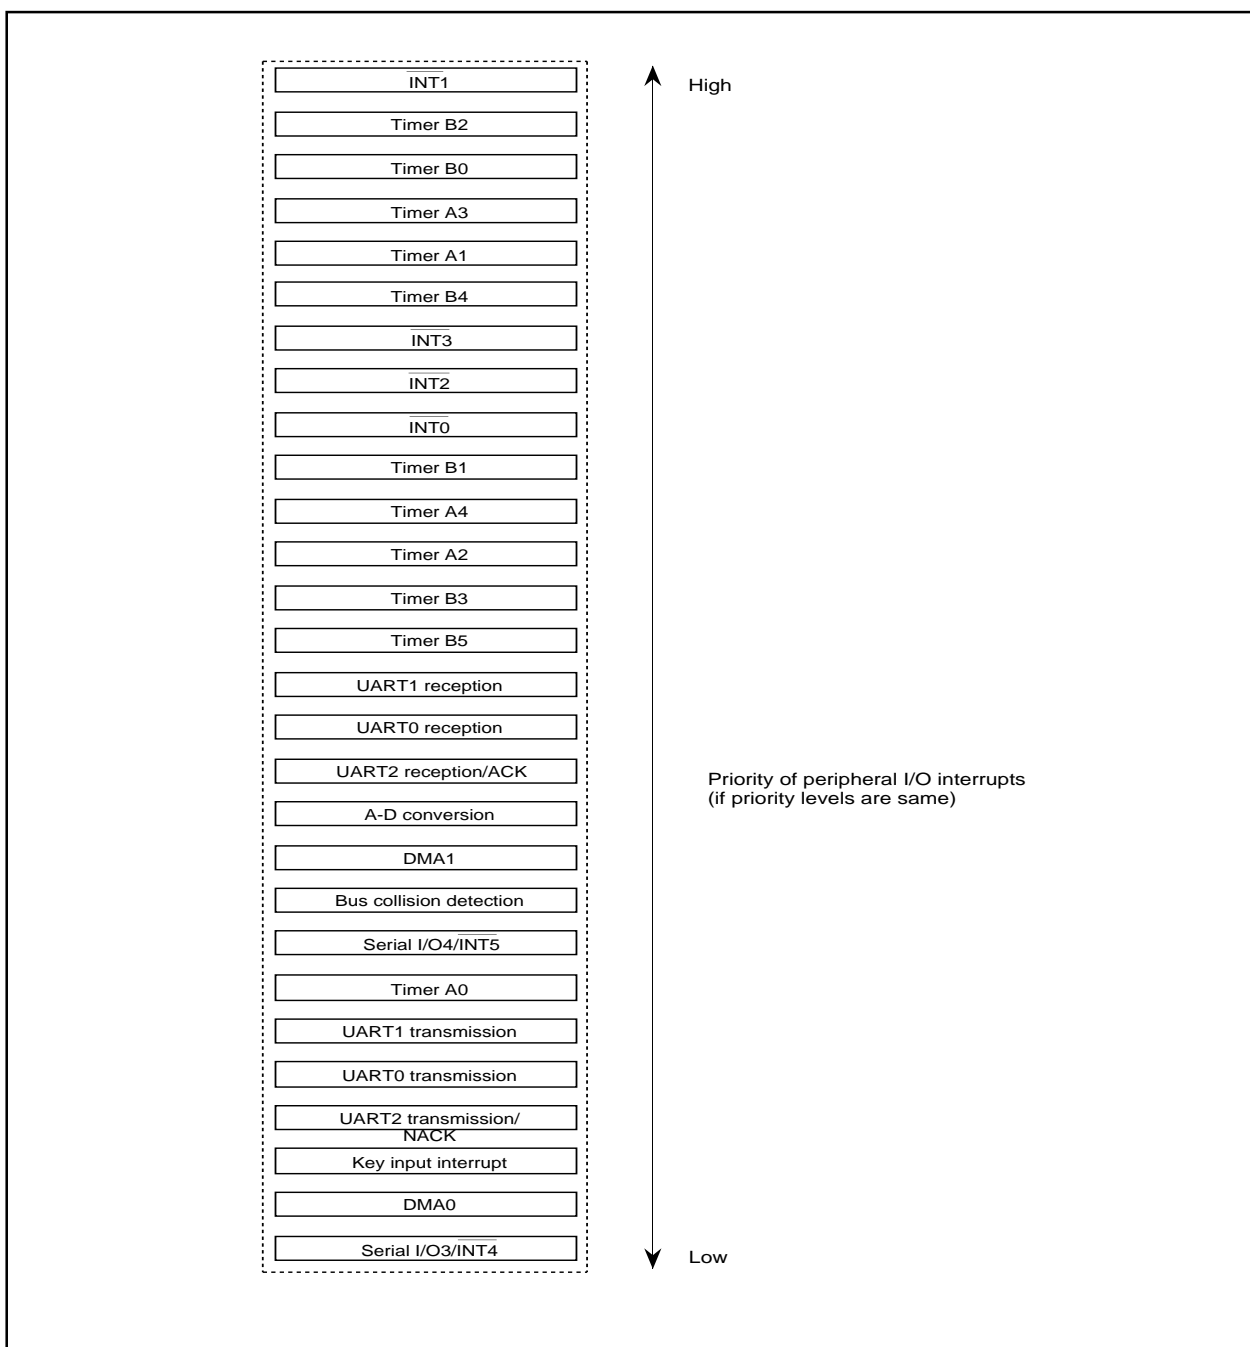 INT1
High
Timer B2
Timer B0
Timer A3
Timer A1
Timer B4
INT3
INT2
INT0
Timer B1
Timer A4
Timer A2
Timer B3
Timer B5
UART1 reception
UART0 reception
UART2 reception/ACK
Priority of peripheral I/O interrupts
(if priority levels are same)
A-D conversion
DMA1
Bus collision detection
Serial I/O4/INT5
Timer A0
UART1 transmission
UART0 transmission
UART2 transmission/
NACK
Key input interrupt
DMA0
Serial I/O3/INT4
Low